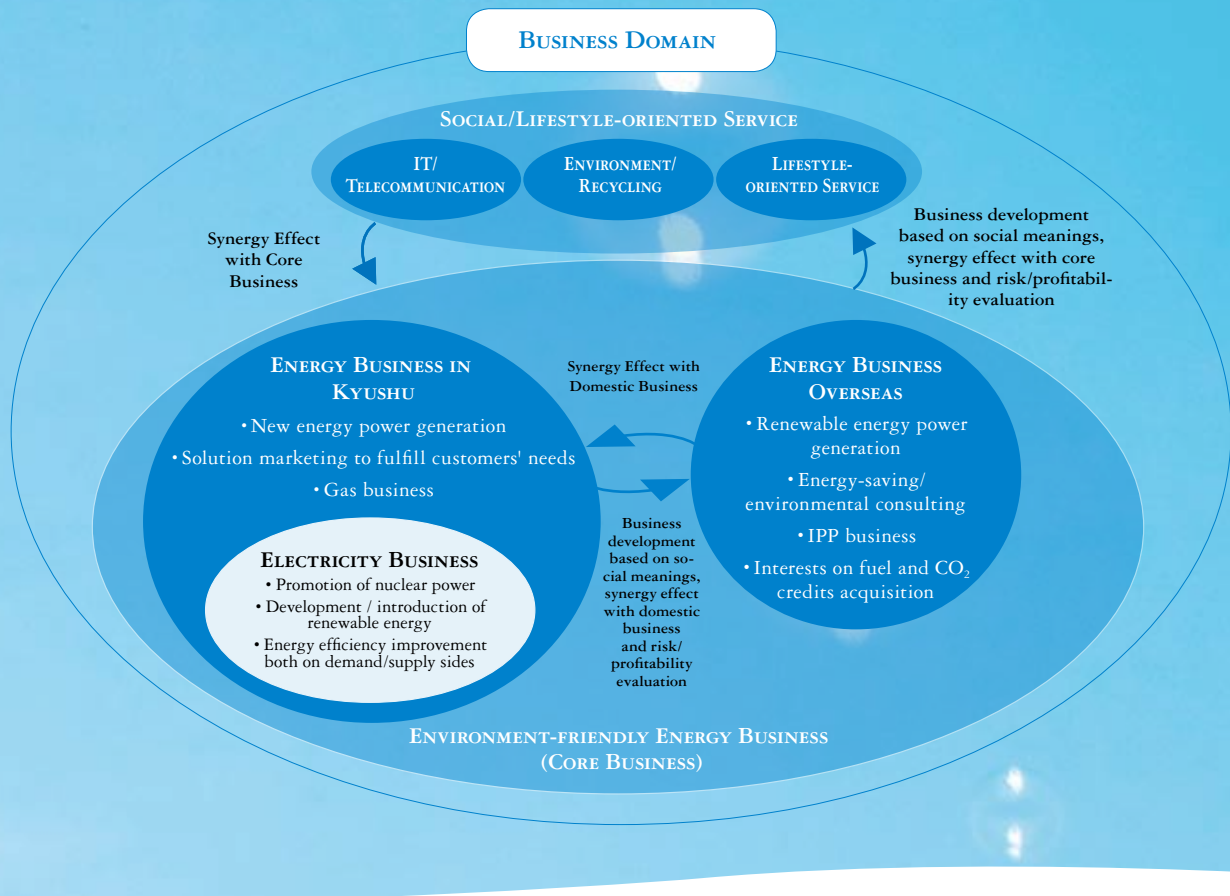 BUSINESS DOMAIN
SOCIAL/LIFESTYLE-ORIENTED SERVICE
IT/
TELECOMMUNICATION
ENVIRONMENT/
RECYCLING
LIFESTYLE-
ORIENTED SERVICE
Synergy Effect
with Core
Business
Business development
based on social meanings,
synergy effect with core
business and risk/profitabil-
ity evaluation
ENERGY BUSINESS IN
KYUSHU
• New energy power generation
• Solution marketing to fulfill customers' needs
• Gas business
ELECTRICITY BUSINESS
• Promotion of nuclear power
• Development / introduction of
renewable energy
• Energy efficiency improvement
both on demand/supply sides
Synergy Effect with
Domestic Business
Business
development
based on so-
cial meanings,
synergy effect
with domestic
business
and risk/
profitability
evaluation
ENERGY BUSINESS
OVERSEAS
• Renewable energy power
generation
• Energy-saving/
environmental consulting
• IPP business
• Interests on fuel and CO₂
credits acquisition
ENVIRONMENT-FRIENDLY ENERGY BUSINESS
(CORE BUSINESS)